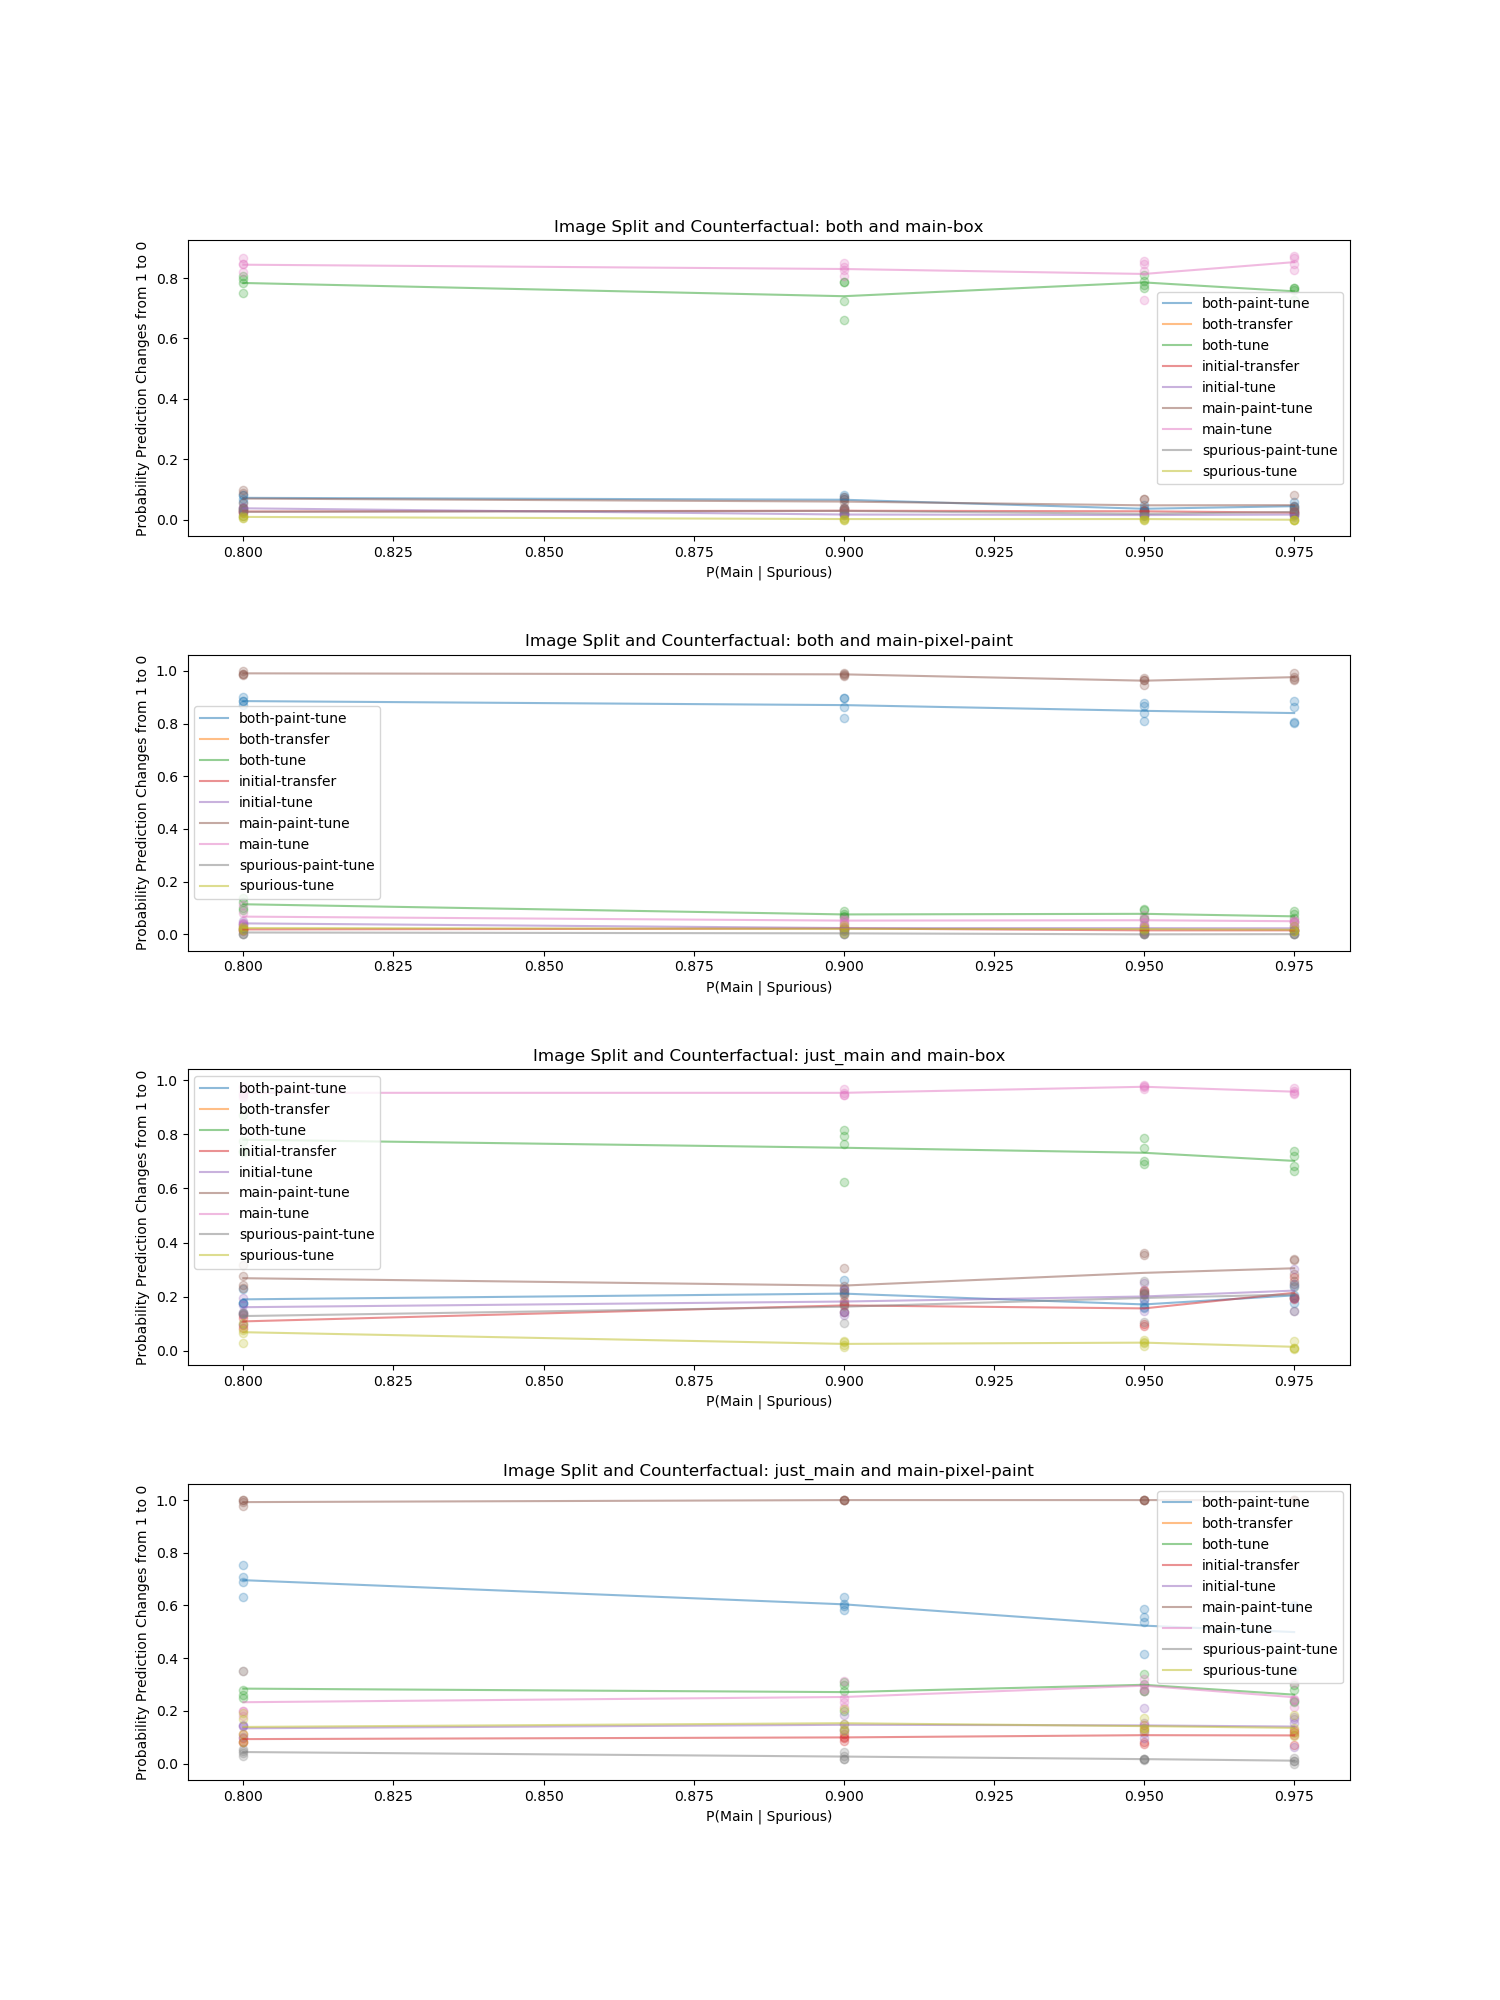 Image Split and Counterfactual: both and main-box
Probability Prediction Changes from 1 to 0
0.8
0.6
0.4
0.2
0.0
both-paint-tune
both-transfer
both-tune
initial-transfer
initial-tune
main-paint-tune
main-tune
spurious-paint-tune
spurious-tune
0.800 0.825 0.850 0.875 0.900 0.925 0.950 0.975
P(Main | Spurious)
Image Split and Counterfactual: both and main-pixel-paint
Probability Prediction Changes from 1 to 0
1.0
0.8
0.6
0.4
0.2
0.0
both-paint-tune
both-transfer
both-tune
initial-transfer
initial-tune
main-paint-tune
main-tune
spurious-paint-tune
spurious-tune
0.800 0.825 0.850 0.875 0.900 0.925 0.950 0.975
P(Main | Spurious)
Image Split and Counterfactual: just_main and main-box
Probability Prediction Changes from 1 to 0
1.0
0.8
0.6
0.4
0.2
0.0
both-paint-tune
both-transfer
both-tune
initial-transfer
initial-tune
main-paint-tune
main-tune
spurious-paint-tune
spurious-tune
0.800 0.825 0.850 0.875 0.900 0.925 0.950 0.975
P(Main | Spurious)
Image Split and Counterfactual: just_main and main-pixel-paint
Probability Prediction Changes from 1 to 0
1.0
0.8
0.6
0.4
0.2
0.0
both-paint-tune
both-transfer
both-tune
initial-transfer
initial-tune
main-paint-tune
main-tune
spurious-paint-tune
spurious-tune
0.800 0.825 0.850 0.875 0.900 0.925 0.950 0.975
P(Main | Spurious)